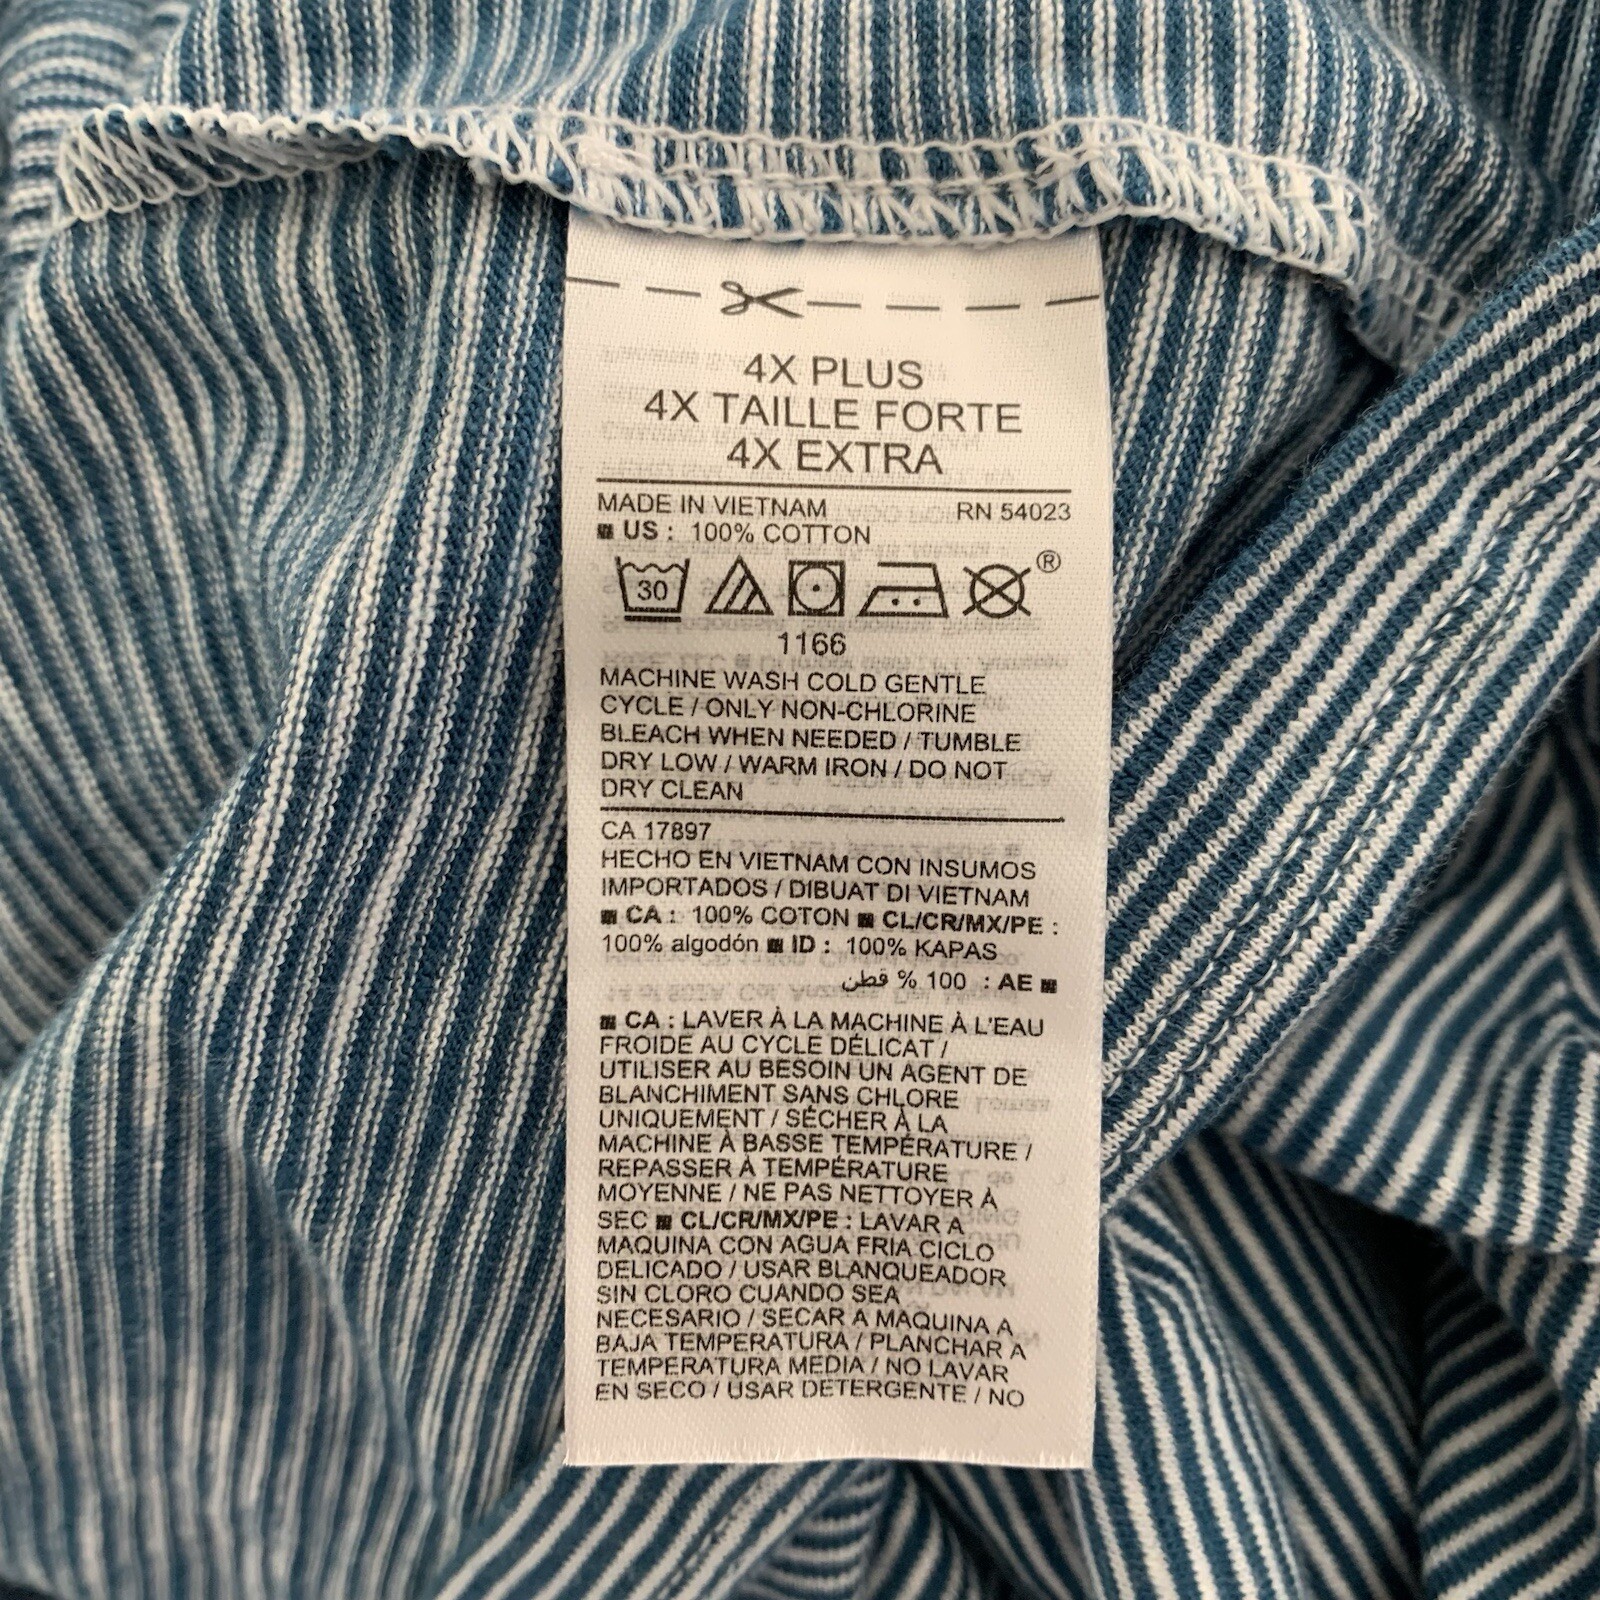 4X PLUS
4X TAILLE FORTE
4X EXTRA
MADE IN VIETNAM RN 54023
US : 100% COTTON
30 ®
1166
MACHINE WASH COLD GENTLE
CYCLE / ONLY NON-CHLORINE
BLEACH WHEN NEEDED / TUMBLE
DRY LOW / WARM IRON / DO NOT
DRY CLEAN
CA 17897
HECHO EN VIETNAM CON INSUMOS
IMPORTADOS / DIBUAT DI VIETNAM
CA : 100% COTON CL/CR/MX/PE :
100% algodón ID : 100% KAPAS
AE : 100 % قطن
CA : LAVER À LA MACHINE À L'EAU
FROIDE AU CYCLE DÉLICAT /
UTILISER AU BESOIN UN AGENT DE
BLANCHIMENT SANS CHLORE
UNIQUEMENT / SÉCHER À LA
MACHINE À BASSE TEMPÉRATURE /
REPASSER À TEMPÉRATURE
MOYENNE / NE PAS NETTOYER À
SEC CL/CR/MX/PE : LAVAR A
MAQUINA CON AGUA FRIA CICLO
DELICADO / USAR BLANQUEADOR
SIN CLORO CUANDO SEA
NECESARIO / SECAR A MAQUINA A
BAJA TEMPERATURA / PLANCHAR A
TEMPERATURA MEDIA / NO LAVAR
EN SECO / USAR DETERGENTE / NO